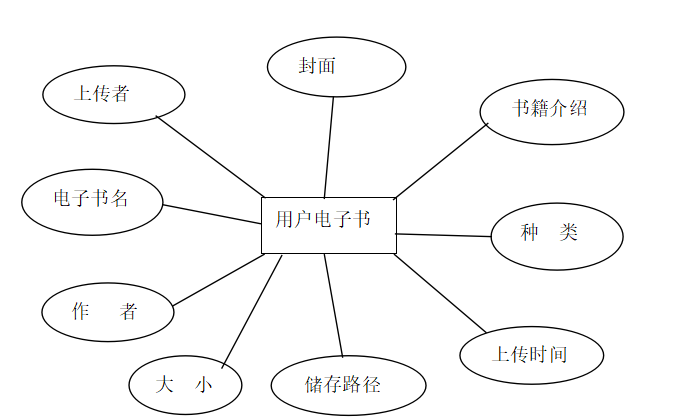 封面
上传者
书籍介绍
电子书名
用户电子书
种 类
作 者
上传时间
大 小
储存路径